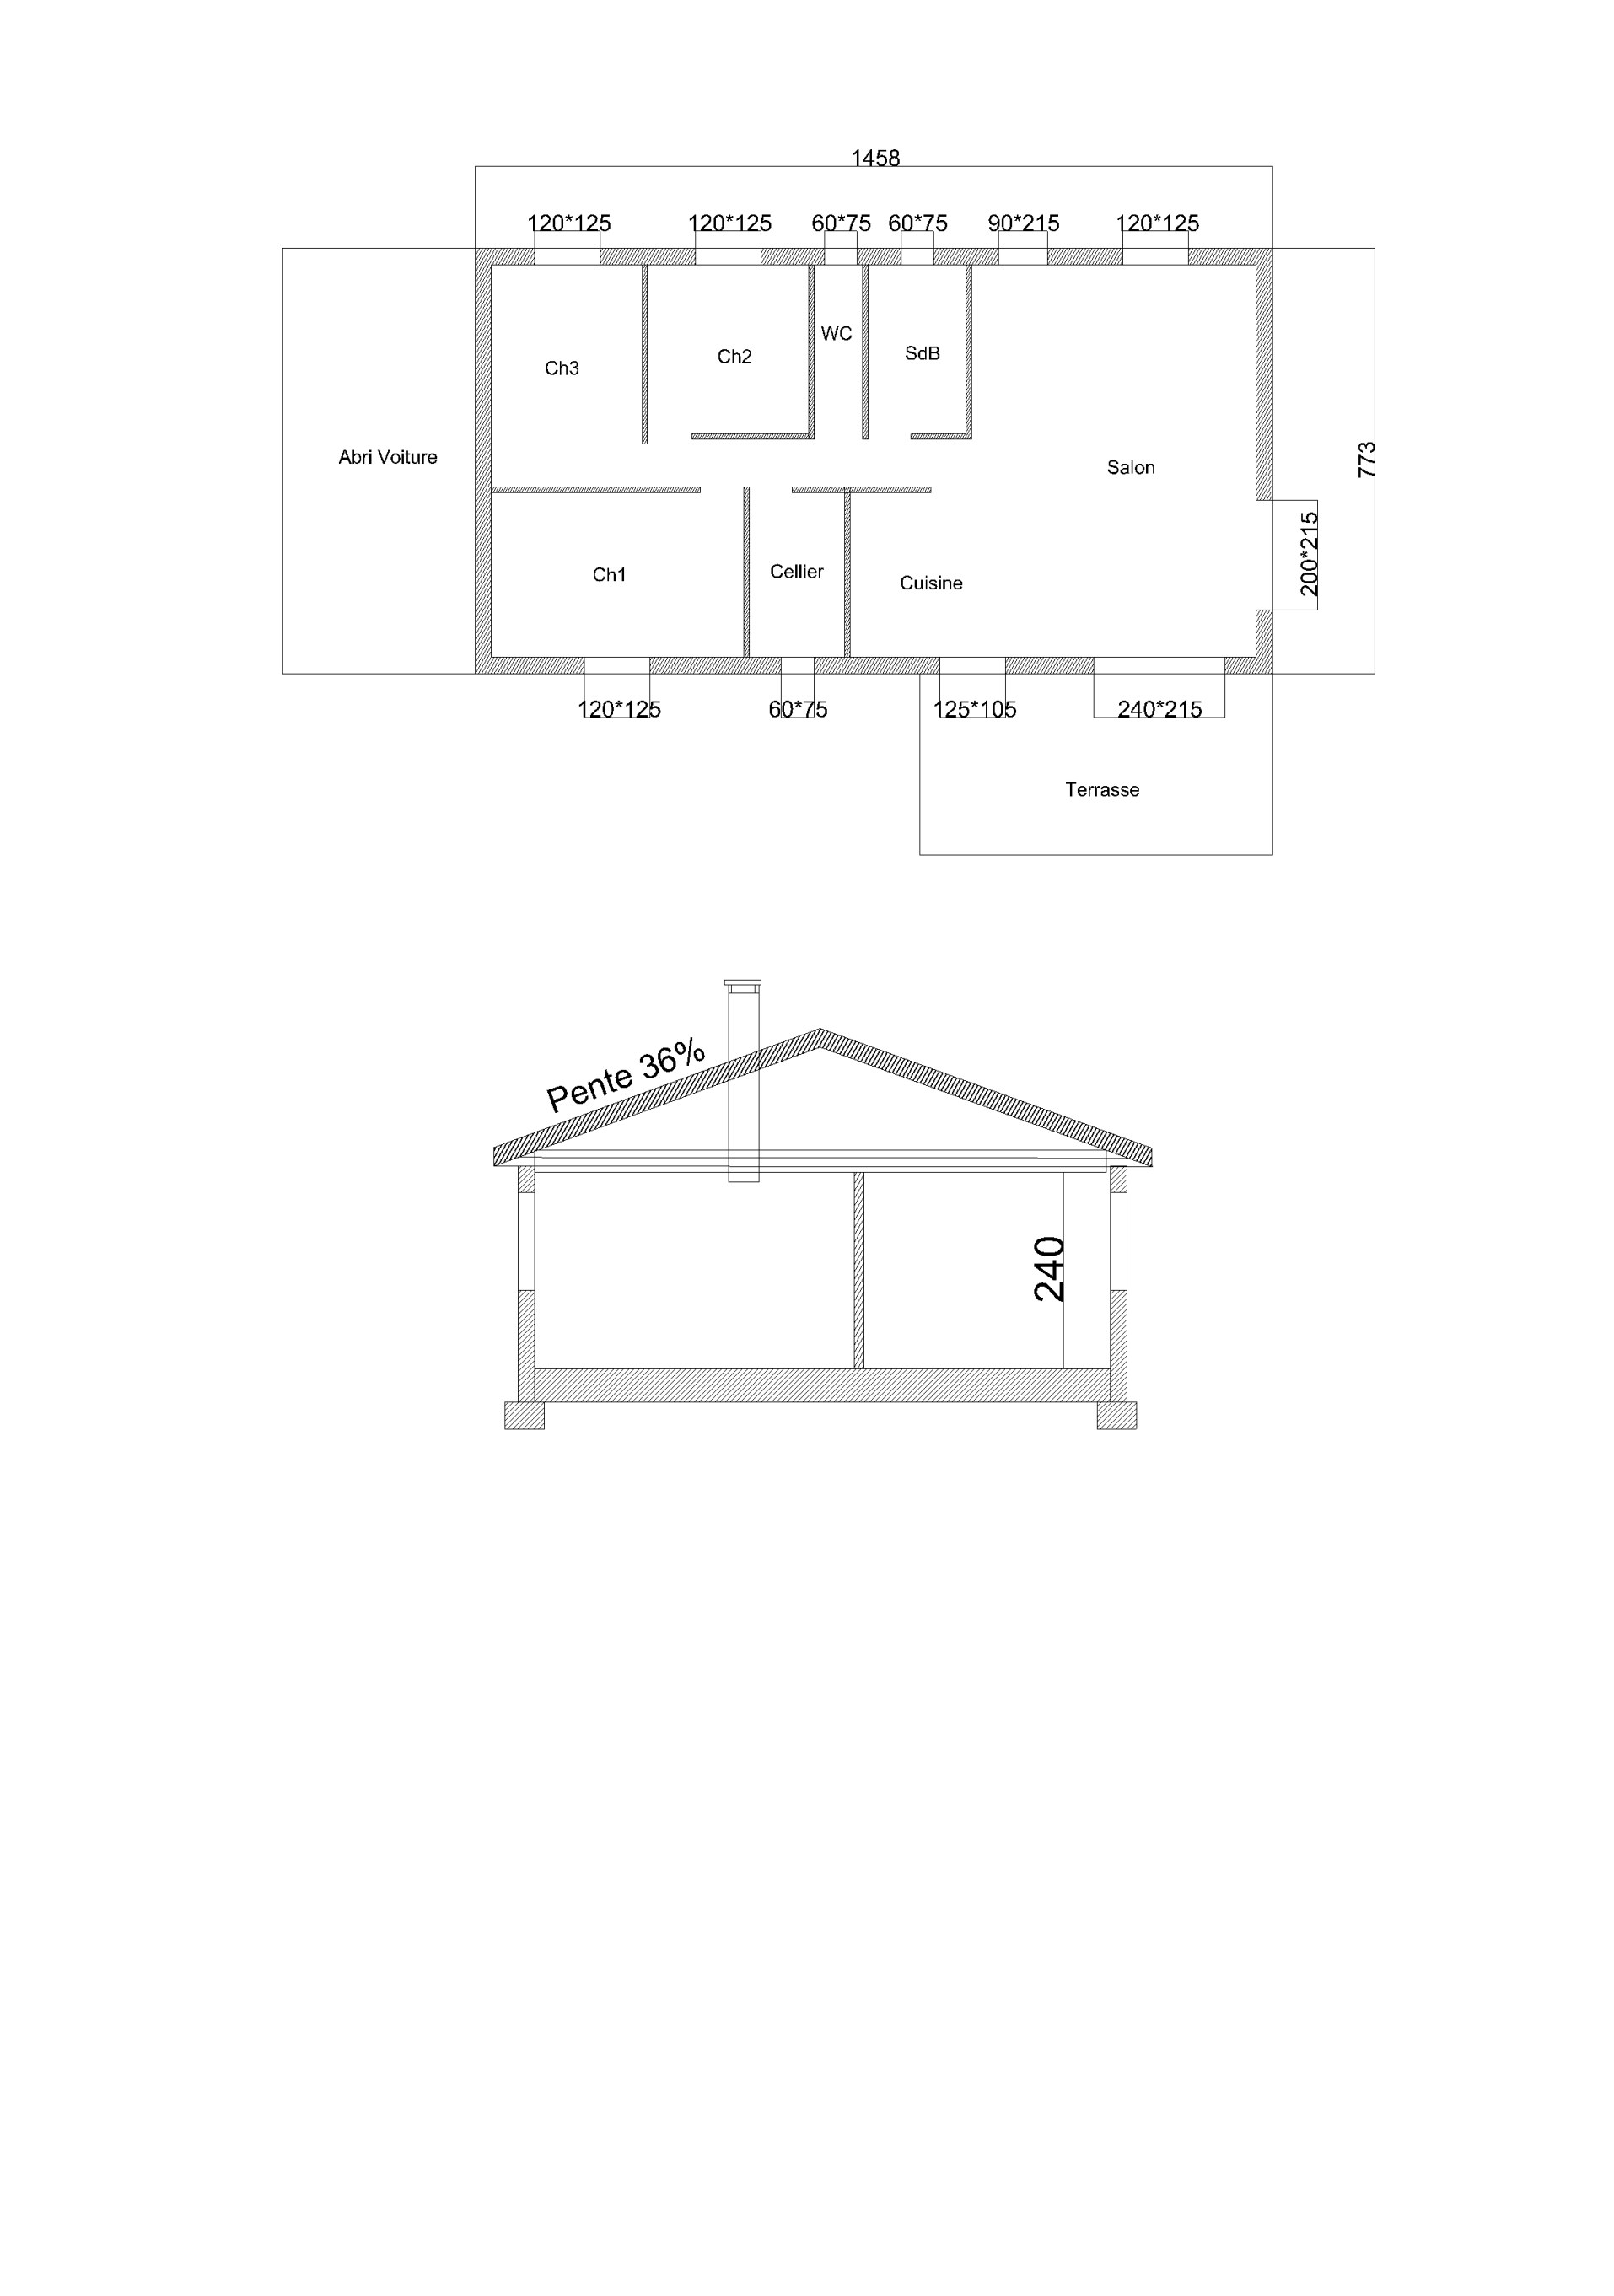 1458
120*125
120*125
60*75
60*75
90*215
120*125
WC
SdB
Ch2
Ch3
Abri Voiture
Salon
773
200*215
Ch1
Cellier
Cuisine
120*125
60*75
125*105
240*215
Terrasse
Pente 36%
240